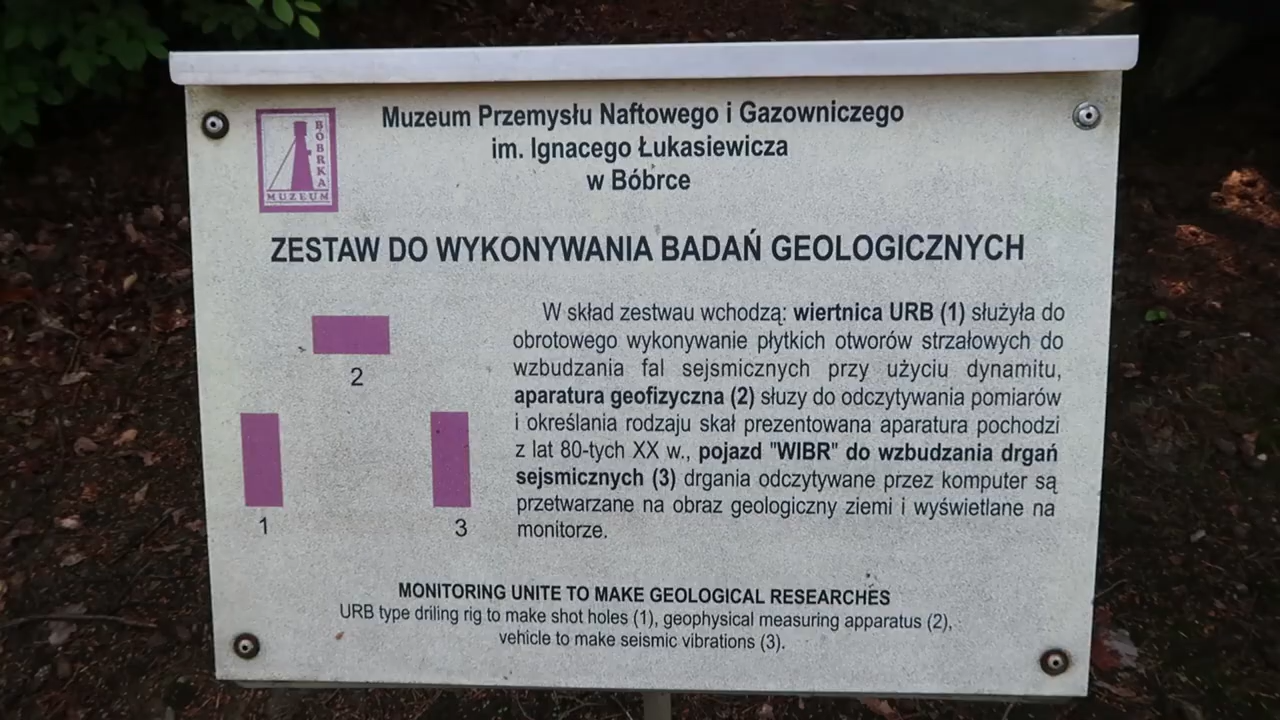 BÓBRKA
MUZEUM
Muzeum Przemysłu Naftowego i Gazowniczego
im. Ignacego Łukasiewicza
w Bóbrce
ZESTAW DO WYKONYWANIA BADAŃ GEOLOGICZNYCH
2
1
3
W skład zestwau wchodzą: wiertnica URB (1) służyła do
obrotowego wykonywanie płytkich otworów strzałowych do
wzbudzania fal sejsmicznych przy użyciu dynamitu,
aparatura geofizyczna (2) słuzy do odczytywania pomiarów
i określania rodzaju skał prezentowana aparatura pochodzi
z lat 80-tych XX w., pojazd "WIBR" do wzbudzania drgań
sejsmicznych (3) drgania odczytywane przez komputer są
przetwarzane na obraz geologiczny ziemi i wyświetlane na
monitorze.
MONITORING UNITE TO MAKE GEOLOGICAL RESEARCHES
URB type driling rig to make shot holes (1), geophysical measuring apparatus (2),
vehicle to make seismic vibrations (3).